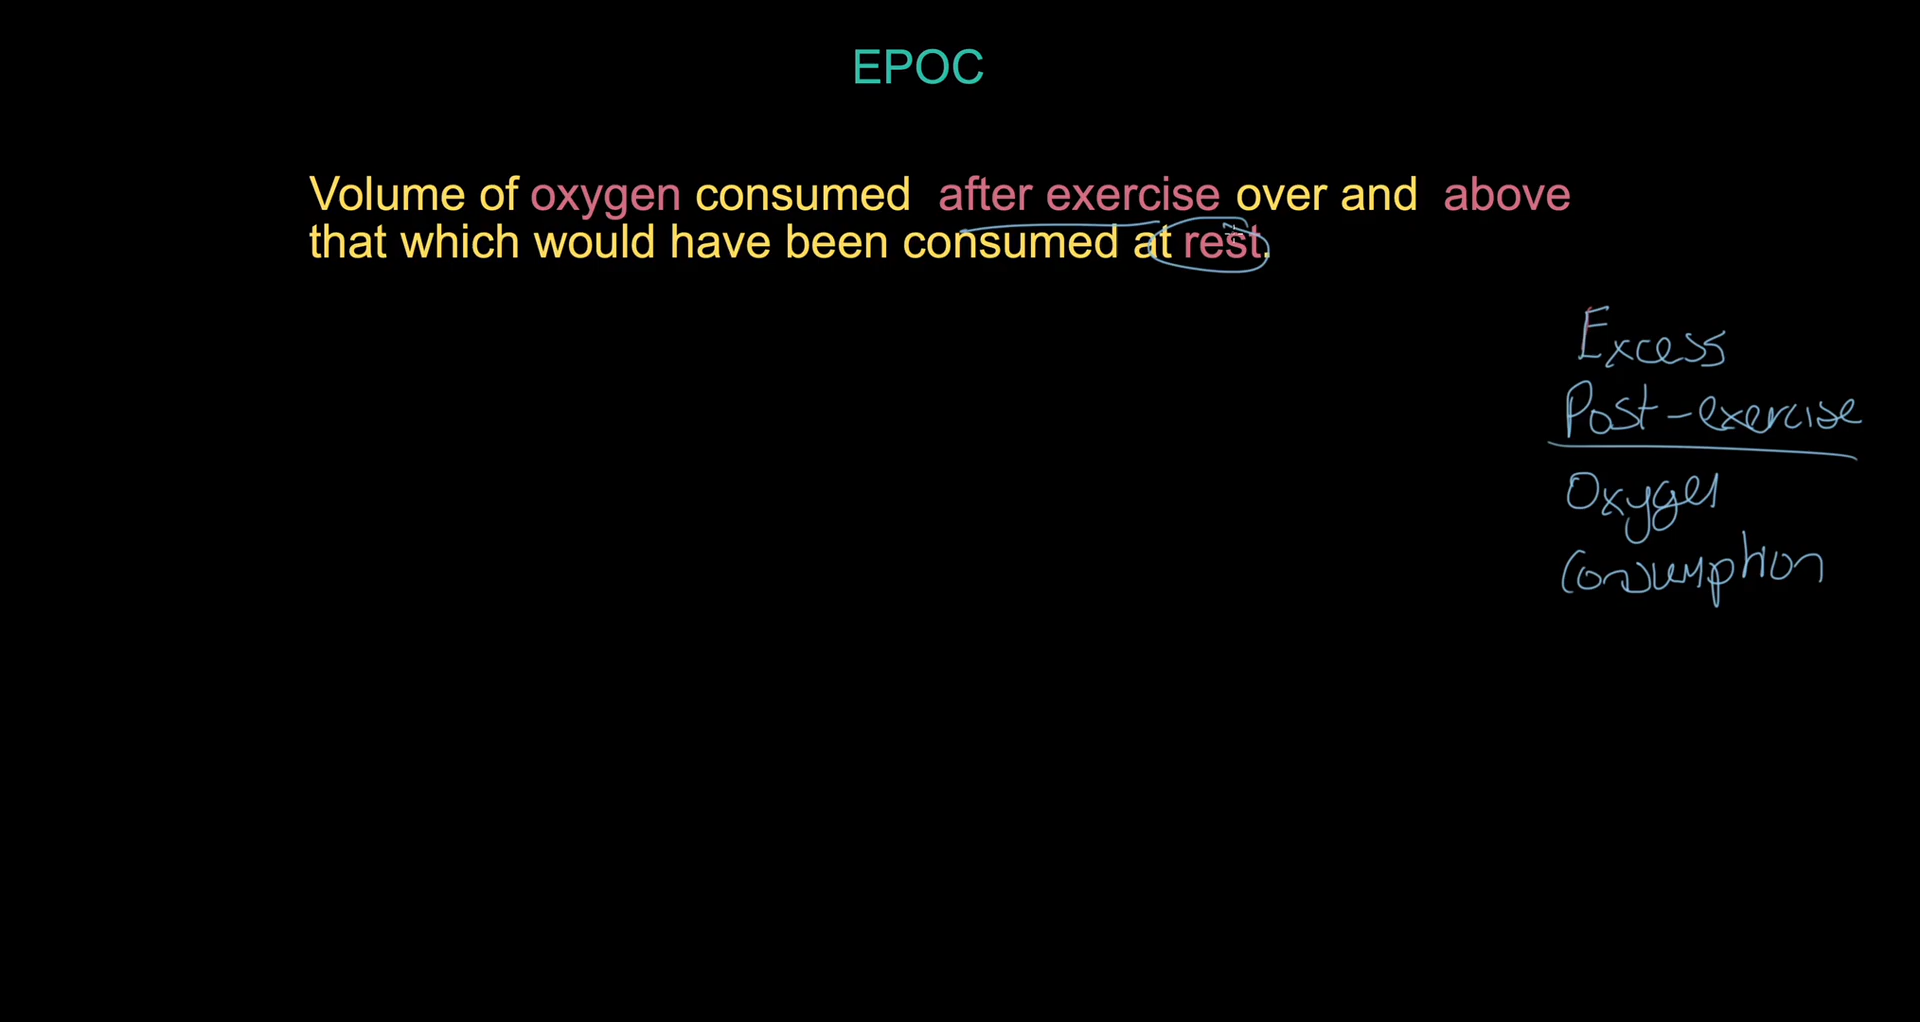 EPOC
Volume of oxygen consumed after exercise over and above
that which would have been consumed at rest.
Excess
Post-exercise
Oxygen
Consumption